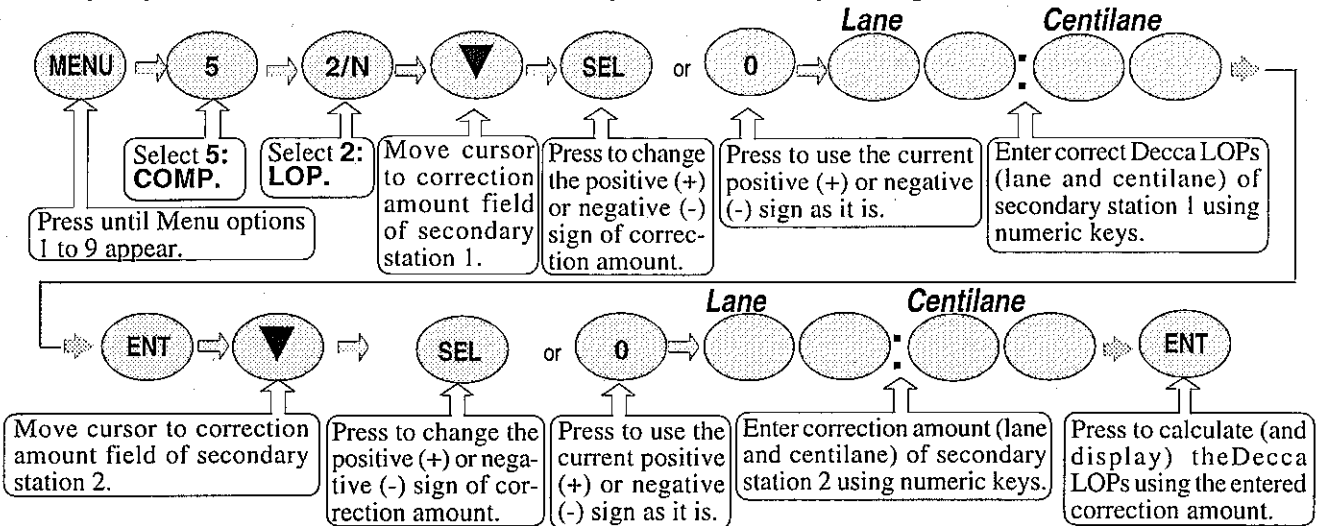 Lane Centilane
MENU 5 2/N SEL or 0 :
Select 5:
COMP.
Press until Menu options
1 to 9 appear.
Select 2:
LOP.
Move cursor
to correction
amount field
of secondary
station 1.
Press to change
the positive (+)
or negative (-)
sign of correc-
tion amount.
Press to use the current
positive (+) or negative
(-) sign as it is.
Enter correct Decca LOPs
(lane and centilane) of
secondary station 1 using
numeric keys.
Lane Centilane
ENT SEL or 0 : ENT
Move cursor to correction
amount field of secondary
station 2.
Press to change the
positive (+) or nega-
tive (-) sign of cor-
rection amount.
Press to use the
current positive
(+) or negative
(-) sign as it is.
Enter correction amount (lane
and centilane) of secondary
station 2 using numeric keys.
Press to calculate (and
display) theDecca
LOPs using the entered
correction amount.